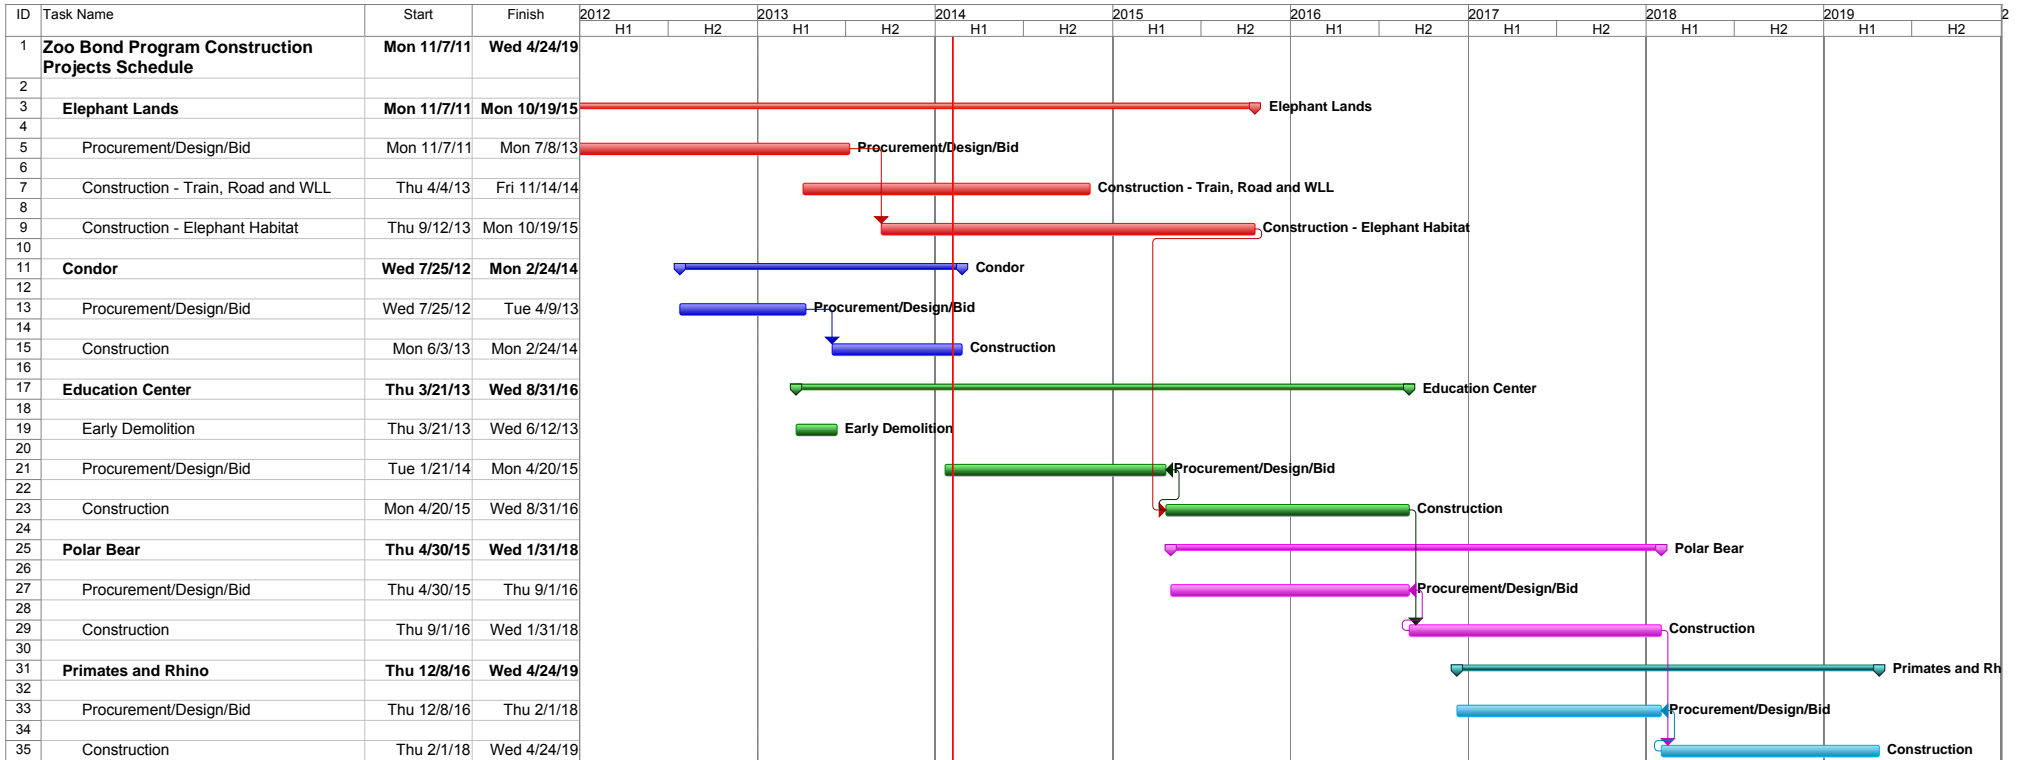 ID Task Name Start Finish 2012 2013 2014 2015 2016 2017 2018 2019 2
H1 H2 H1 H2 H1 H2 H1 H2 H1 H2 H1 H2 H1 H2 H1 H2
1 Zoo Bond Program Construction Mon 11/7/11 Wed 4/24/19
Projects Schedule
2
3 Elephant Lands Mon 11/7/11 Mon 10/19/15 Elephant Lands
4
5 Procurement/Design/Bid Mon 11/7/11 Mon 7/8/13 Procurement/Design/Bid
6
7 Construction - Train, Road and WLL Thu 4/4/13 Fri 11/14/14 Construction - Train, Road and WLL
8
9 Construction - Elephant Habitat Thu 9/12/13 Mon 10/19/15 Construction - Elephant Habitat
10
11 Condor Wed 7/25/12 Mon 2/24/14 Condor
12
13 Procurement/Design/Bid Wed 7/25/12 Tue 4/9/13 Procurement/Design/Bid
14
15 Construction Mon 6/3/13 Mon 2/24/14 Construction
16
17 Education Center Thu 3/21/13 Wed 8/31/16 Education Center
18
19 Early Demolition Thu 3/21/13 Wed 6/12/13 Early Demolition
20
21 Procurement/Design/Bid Tue 1/21/14 Mon 4/20/15 Procurement/Design/Bid
22
23 Construction Mon 4/20/15 Wed 8/31/16 Construction
24
25 Polar Bear Thu 4/30/15 Wed 1/31/18 Polar Bear
26
27 Procurement/Design/Bid Thu 4/30/15 Thu 9/1/16 Procurement/Design/Bid
28
29 Construction Thu 9/1/16 Wed 1/31/18 Construction
30
31 Primates and Rhino Thu 12/8/16 Wed 4/24/19 Primates and Rh
32
33 Procurement/Design/Bid Thu 12/8/16 Thu 2/1/18 Procurement/Design/Bid
34
35 Construction Thu 2/1/18 Wed 4/24/19 Construction